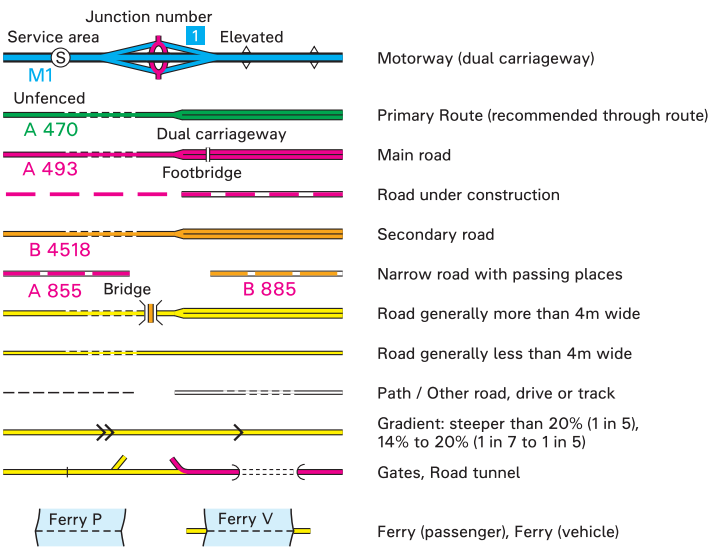 Junction number
Service area
1
Elevated
S
Motorway (dual carriageway)
M1
Unfenced
Primary Route (recommended through route)
A 470
Dual carriageway
Main road
A 493
Footbridge
Road under construction
Secondary road
B 4518
Narrow road with passing places
A 855
Bridge
B 885
Road generally more than 4m wide
Road generally less than 4m wide
Path / Other road, drive or track
Gradient: steeper than 20% (1 in 5),
14% to 20% (1 in 7 to 1 in 5)
Gates, Road tunnel
Ferry P
Ferry V
Ferry (passenger), Ferry (vehicle)